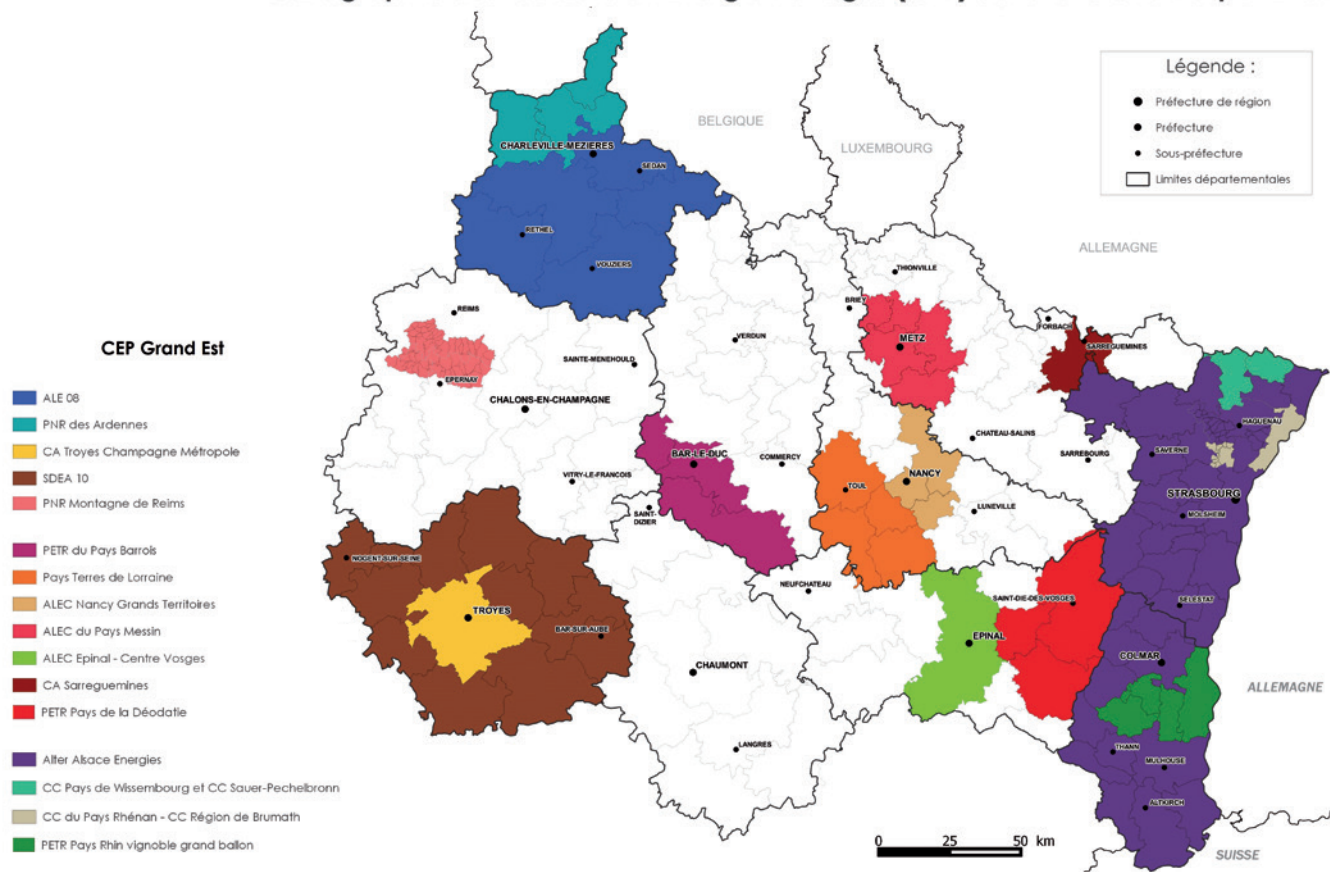 Légende :
Préfecture de région
Préfecture
Sous-préfecture
Limites départementales
BELGIQUE
LUXEMBOURG
ALLEMAGNE
CHARLEVILLE-MEZIERES
SEDAN
RETHEL
VOUZIERS
THIONVILLE
BRIEY
REIMS
VERDUN
METZ
FORBACH
SARREGUEMINES
SAINTE-MENEHOULD
EPERNAY
CHALONS-EN-CHAMPAGNE
HAGUENAU
CHATEAU-SALINS
SARREBOURG
SAVERNE
BAR-LE-DUC
COMMERCY
VITRY-LE-FRANCOIS
TOUL
NANCY
STRASBOURG
MOLSHEIM
SAINT-
DIZIER
LUNEVILLE
NOGENT-SUR-SEINE
NEUFCHATEAU
SAINT-DIE-DES-VOSGES
SELESTAT
TROYES
BAR-SUR-AUBE
EPINAL
COLMAR
CHAUMONT
ALLEMAGNE
LANGRES
THANN
MULHOUSE
ALTKIRCH
SUISSE
0 25 50 km
CEP Grand Est
ALE 08
PNR des Ardennes
CA Troyes Champagne Métropole
SDEA 10
PNR Montagne de Reims
PETR du Pays Barrois
Pays Terres de Lorraine
ALEC Nancy Grands Territoires
ALEC du Pays Messin
ALEC Epinal - Centre Vosges
CA Sarreguemines
PETR Pays de la Déodatie
Alter Alsace Energies
CC Pays de Wissembourg et CC Sauer-Pechelbronn
CC du Pays Rhénan - CC Région de Brumath
PETR Pays Rhin vignoble grand ballon